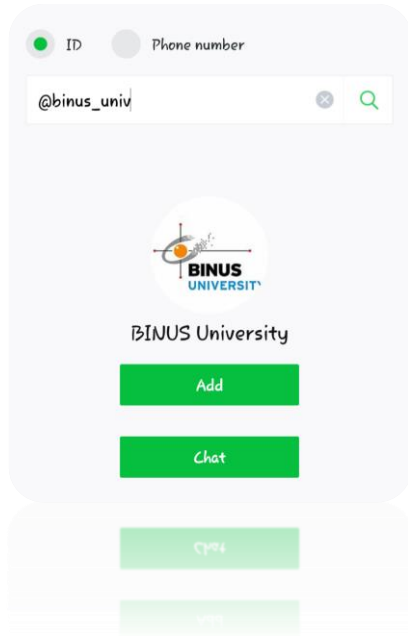 ID Phone number
@binus_univ
BINUS
UNIVERSITY
BINUS University
Add
Chat